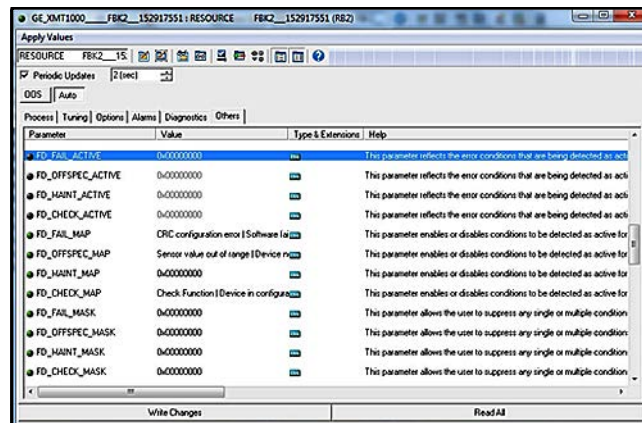 GE_XMT1000____FBK2__152917551 : RESOURCE FBK2__152917551 (RB2)
Apply Values
RESOURCE FBK2__15:
Periodic Updates 2 (sec)
OOS Auto
Process Tuning Options Alarms Diagnostics Others
Parameter Value Type & Extensions Help
FD_FAIL_ACTIVE 0x00000000 This parameter reflects the error conditions that are being detected as acti
FD_OFFSPEC_ACTIVE 0x00000000 This parameter reflects the error conditions that are being detected as acti
FD_MAINT_ACTIVE 0x00000000 This parameter reflects the error conditions that are being detected as acti
FD_CHECK_ACTIVE 0x00000000 This parameter reflects the error conditions that are being detected as acti
FD_FAIL_MAP CRC configuration error | Software fai This parameter enables or disables conditions to be detected as active for
FD_OFFSPEC_MAP Sensor value out of range | Device n This parameter enables or disables conditions to be detected as active for
FD_MAINT_MAP 0x00000000 This parameter enables or disables conditions to be detected as active for
FD_CHECK_MAP Check Function | Device in configura This parameter enables or disables conditions to be detected as active for
FD_FAIL_MASK 0x00000000 This parameter allows the user to suppress any single or multiple condition
FD_OFFSPEC_MASK 0x00000000 This parameter allows the user to suppress any single or multiple condition
FD_MAINT_MASK 0x00000000 This parameter allows the user to suppress any single or multiple condition
FD_CHECK_MASK 0x00000000 This parameter allows the user to suppress any single or multiple condition
Write Changes Read All